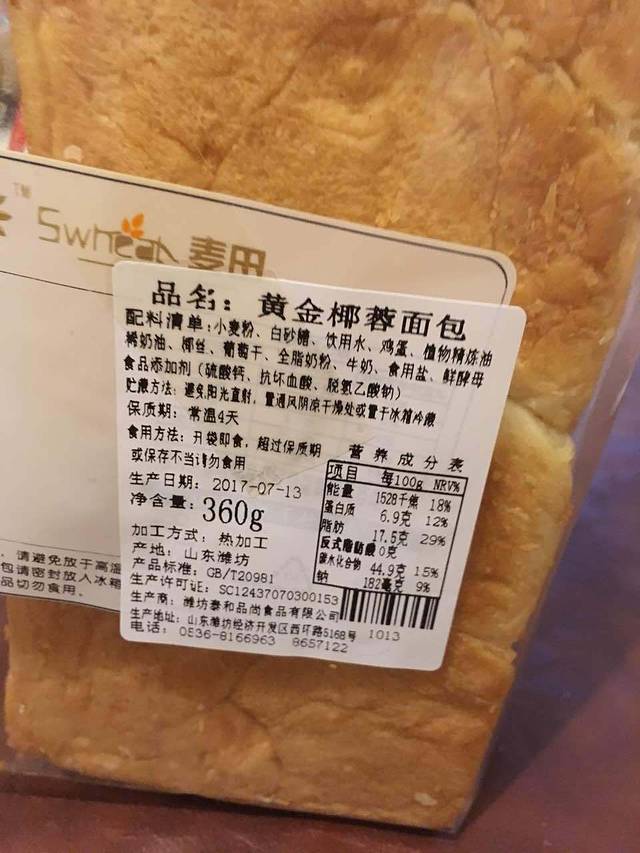 TM
Swheat 麦田
品名：黄金椰蓉面包
配料清单：小麦粉、白砂糖、饮用水、鸡蛋、植物精炼油
稀奶油、椰丝、葡萄干、全脂奶粉、牛奶、食用盐、鲜酵母
食品添加剂（硫酸钙、抗坏血酸、脱氢乙酸钠）
贮藏方法：避免阳光直射，置通风阴凉干燥处或置于冰箱冷藏
保质期：常温4天
食用方法：开袋即食，超过保质期
或保存不当请勿食用
生产日期：2017-07-13
净含量：360g
加工方式：热加工
产地：山东潍坊
产品标准：GB/T20981
生产许可证：SC12437070300153
生产商：潍坊泰和品尚食品有限公司
生产地址：山东潍坊经济开发区西环路5168号
电话：0536-8166963 8657122
营养成分表
项目 每100g NRV%
能量 1528千焦 18%
蛋白质 6.9克 12%
脂肪 17.5克 29%
反式脂肪酸 0克
碳水化合物 44.9克 15%
钠 182毫克 9%
1013
．请避免放于高温
包请密封放入冰箱
品切勿食用。